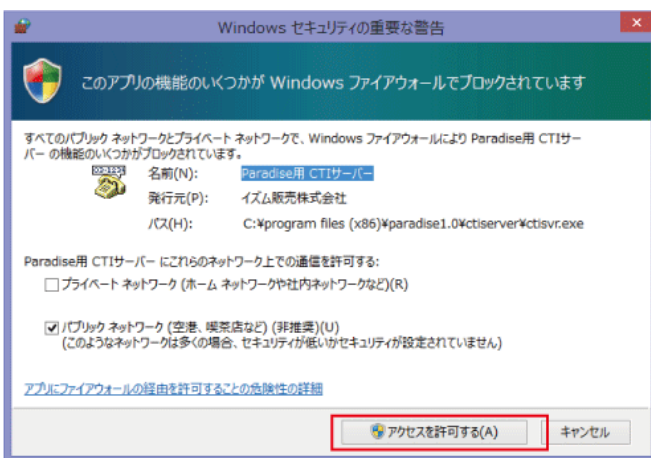 Windows セキュリティの重要な警告
このアプリの機能のいくつかが Windows ファイアウォールでブロックされています
すべてのパブリック ネットワークとプライベート ネットワークで、Windows ファイアウォールにより Paradise用 CTIサー
バー の機能のいくつかがブロックされています。
名前(N): Paradise用 CTIサーバー
発行元(P): イズム販売株式会社
パス(H): C:¥program files (x86)¥paradise1.0¥ctiserver¥ctisvr.exe
Paradise用 CTIサーバー にこれらのネットワーク上での通信を許可する:
プライベート ネットワーク (ホーム ネットワークや社内ネットワークなど)(R)
パブリック ネットワーク (空港、喫茶店など) (非推奨)(U)
(このようなネットワークは多くの場合、セキュリティが低いかセキュリティが設定されていません)
アプリにファイアウォールの経由を許可することの危険性の詳細
アクセスを許可する(A) キャンセル